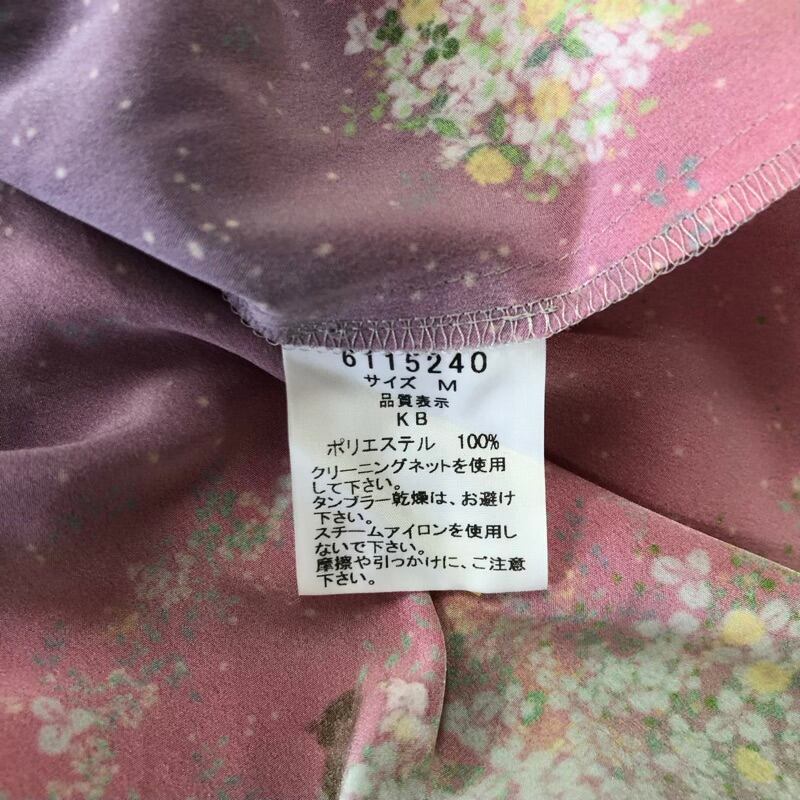 6115240
サイズ M
品質表示
KB
ポリエステル 100%
クリーニングネットを使用
して下さい。
タンブラー乾燥は、お避け
下さい。
スチームアイロンを使用し
ないで下さい。
摩擦や引っかけに、ご注意
下さい。